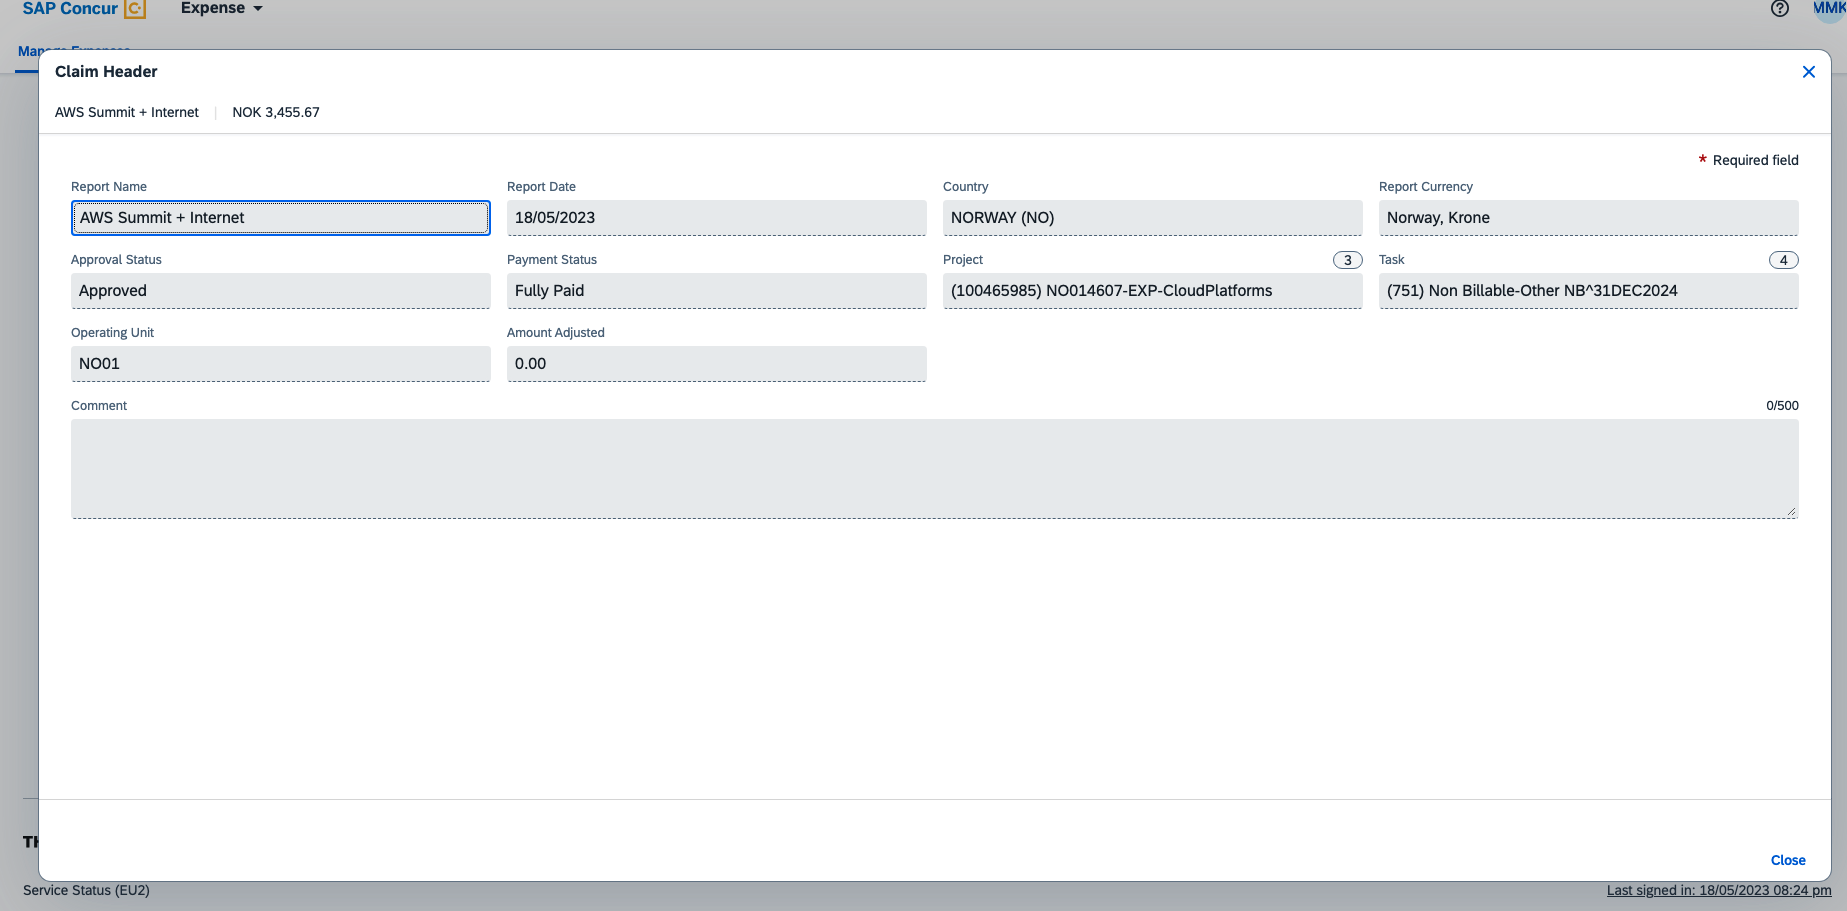 SAP Concur Expense
MMK
Manage Expenses
Claim Header
AWS Summit + Internet NOK 3,455.67
* Required field
Report Name Report Date Country Report Currency
AWS Summit + Internet 18/05/2023 NORWAY (NO) Norway, Krone
Approval Status Payment Status Project 3 Task 4
Approved Fully Paid (100465985) NO014607-EXP-CloudPlatforms (751) Non Billable-Other NB^31DEC2024
Operating Unit Amount Adjusted
NO01 0.00
Comment 0/500
Close
Service Status (EU2) Last signed in: 18/05/2023 08:24 pm